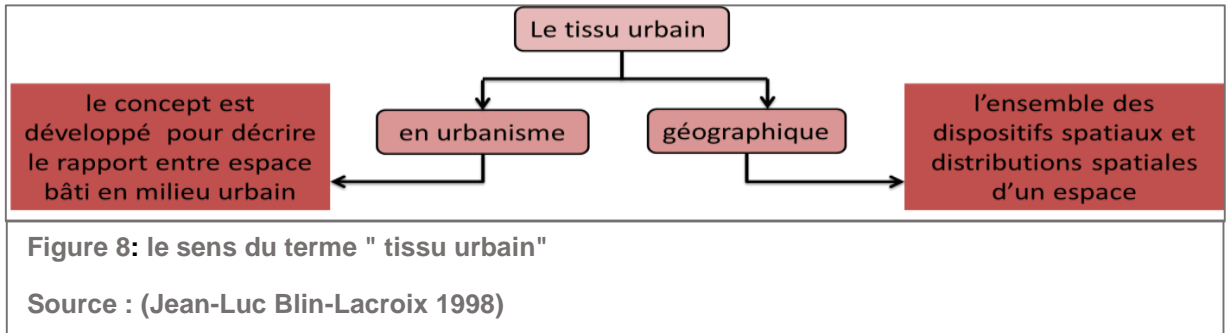 Le tissu urbain
le concept est
développé pour décrire
le rapport entre espace
bâti en milieu urbain
en urbanisme
géographique
l'ensemble des
dispositifs spatiaux et
distributions spatiales
d'un espace
Figure 8: le sens du terme " tissu urbain"
Source : (Jean-Luc Blin-Lacroix 1998)